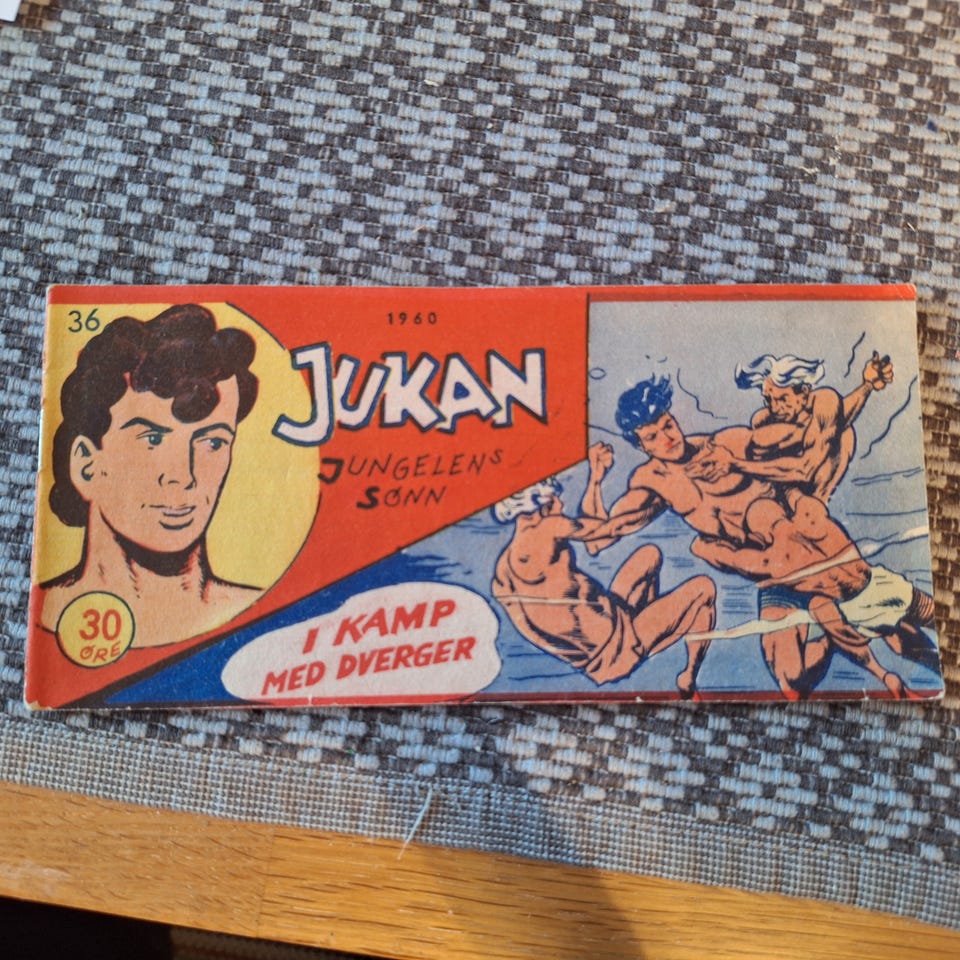 36
1960
JUKAN
JUNGELENS
SØNN
30
ØRE
I KAMP
MED DVERGER